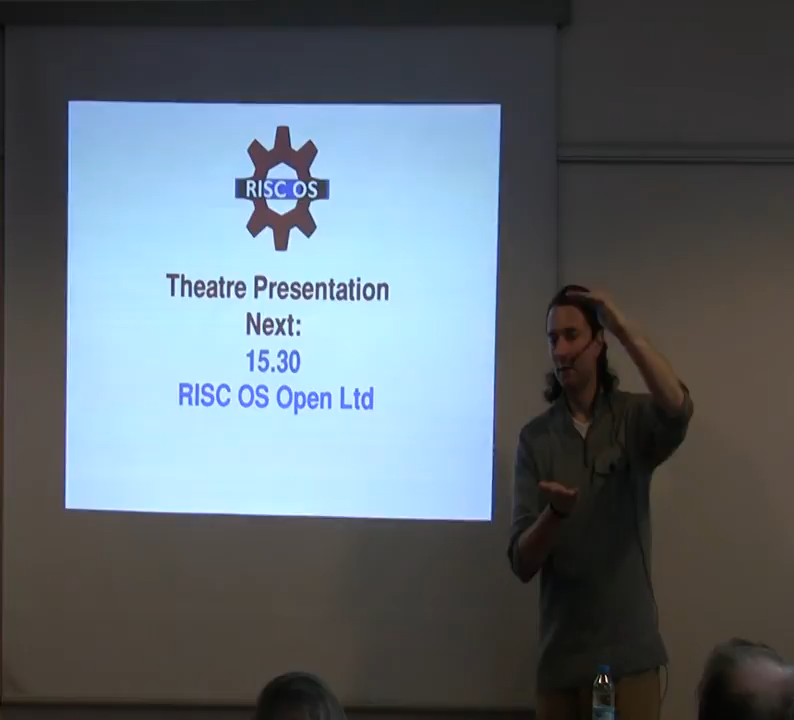 RISC OS
Theatre Presentation
Next:
15.30
RISC OS Open Ltd